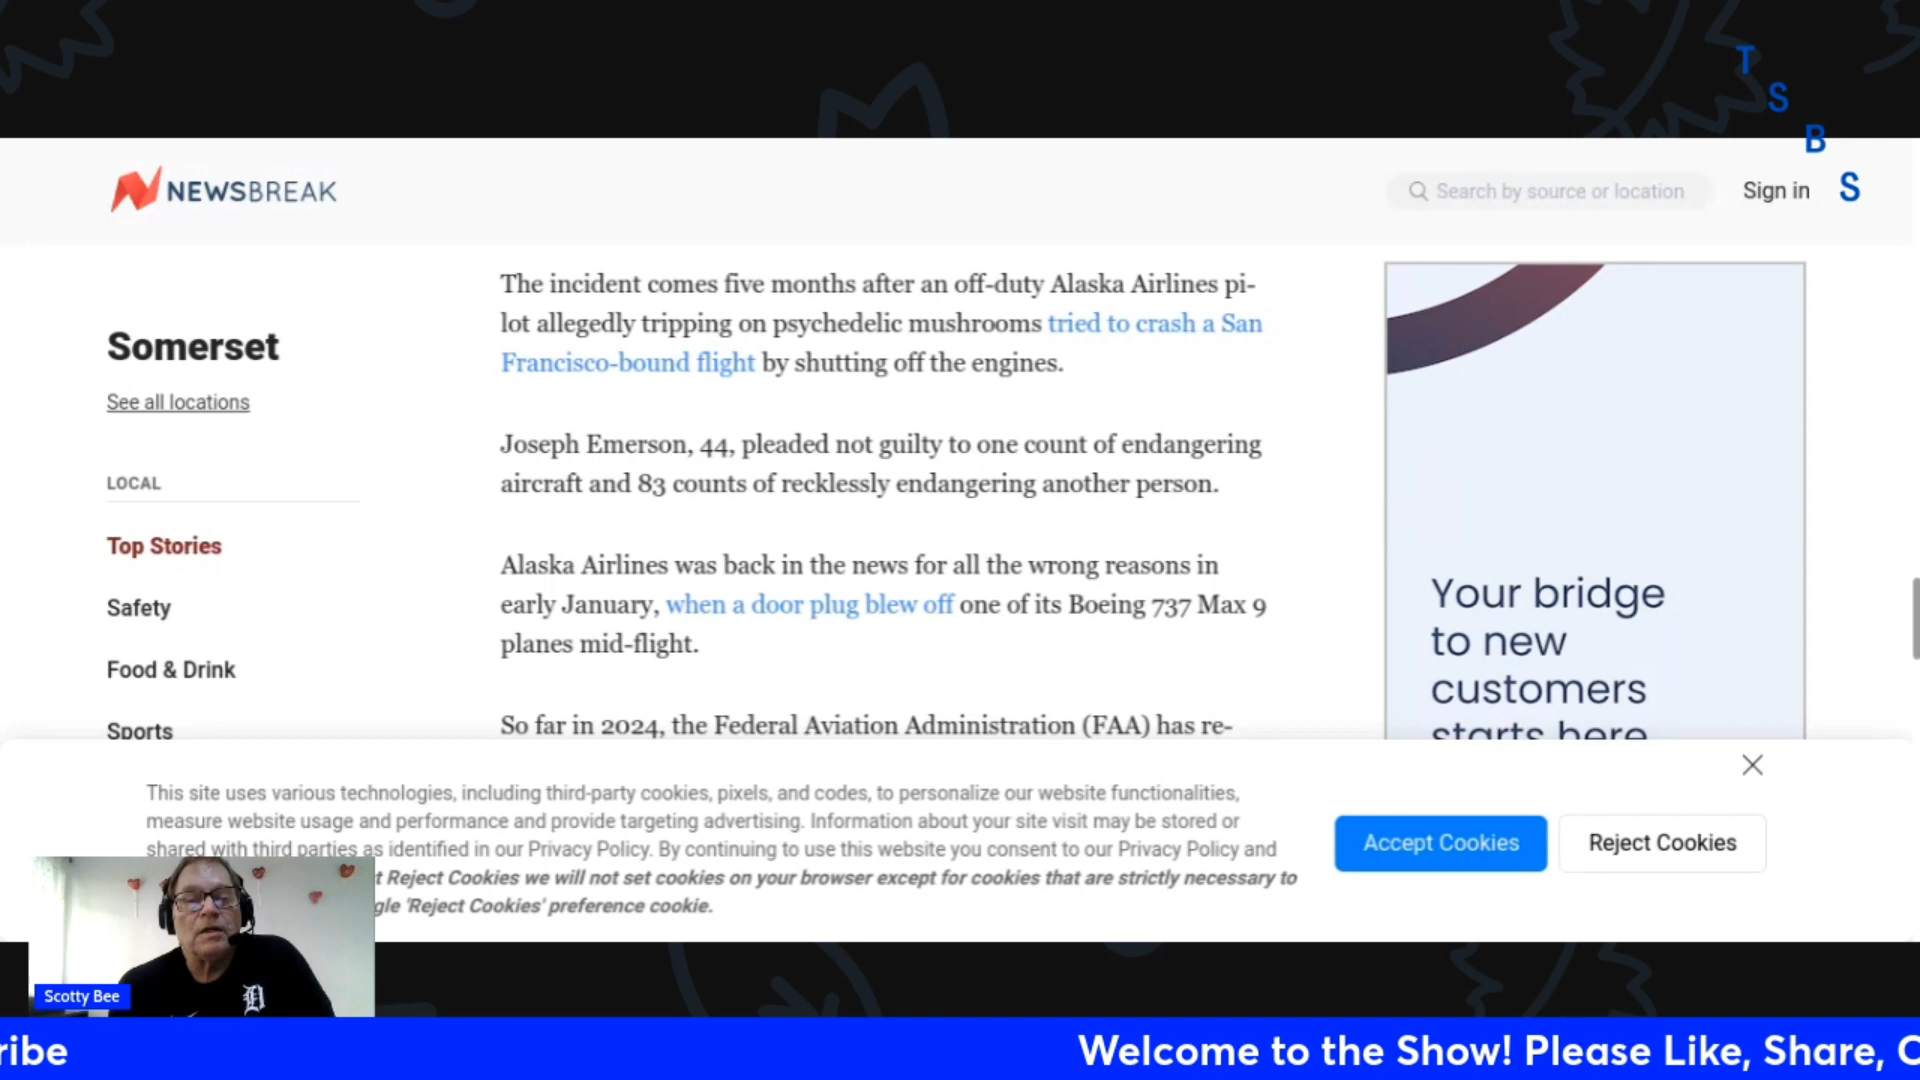 T
S
B
S
NEWSBREAK
Search by source or location
Sign in
Somerset
See all locations
LOCAL
Top Stories
Safety
Food & Drink
Sports
The incident comes five months after an off-duty Alaska Airlines pi-
lot allegedly tripping on psychedelic mushrooms tried to crash a San
Francisco-bound flight by shutting off the engines.
Joseph Emerson, 44, pleaded not guilty to one count of endangering
aircraft and 83 counts of recklessly endangering another person.
Alaska Airlines was back in the news for all the wrong reasons in
early January, when a door plug blew off one of its Boeing 737 Max 9
planes mid-flight.
So far in 2024, the Federal Aviation Administration (FAA) has re-
Your bridge
to new
customers
starts here
This site uses various technologies, including third-party cookies, pixels, and codes, to personalize our website functionalities,
measure website usage and performance and provide targeting advertising. Information about your site visit may be stored or
shared with third parties as identified in our Privacy Policy. By continuing to use this website you consent to our Privacy Policy and
t Reject Cookies we will not set cookies on your browser except for cookies that are strictly necessary to
gle 'Reject Cookies' preference cookie.
Accept Cookies
Reject Cookies
Scotty Bee
ribe
Welcome to the Show! Please Like, Share, C